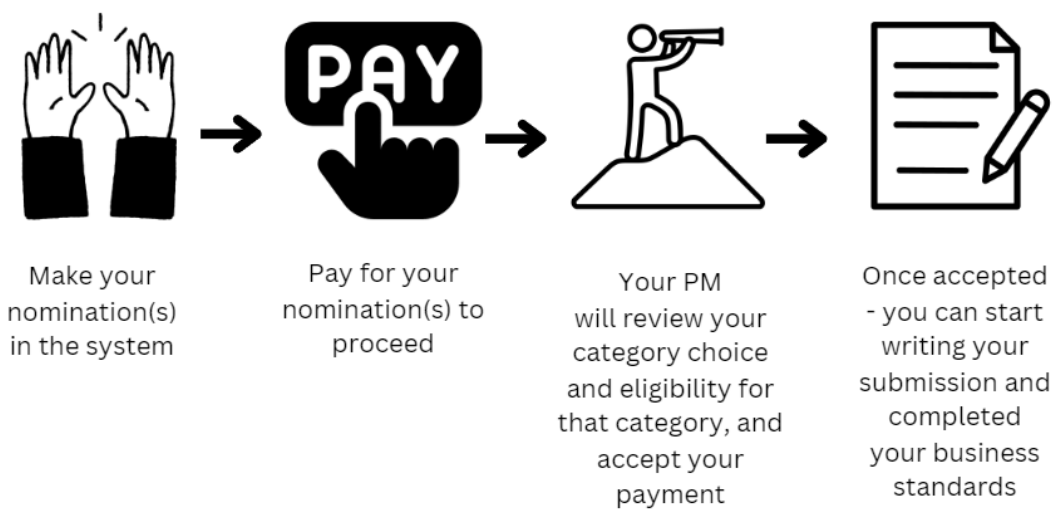 PAY
Make your
nomination(s)
in the system
Pay for your
nomination(s) to
proceed
Your PM
will review your
category choice
and eligibility for
that category, and
accept your
payment
Once accepted
- you can start
writing your
submission and
completed
your business
standards